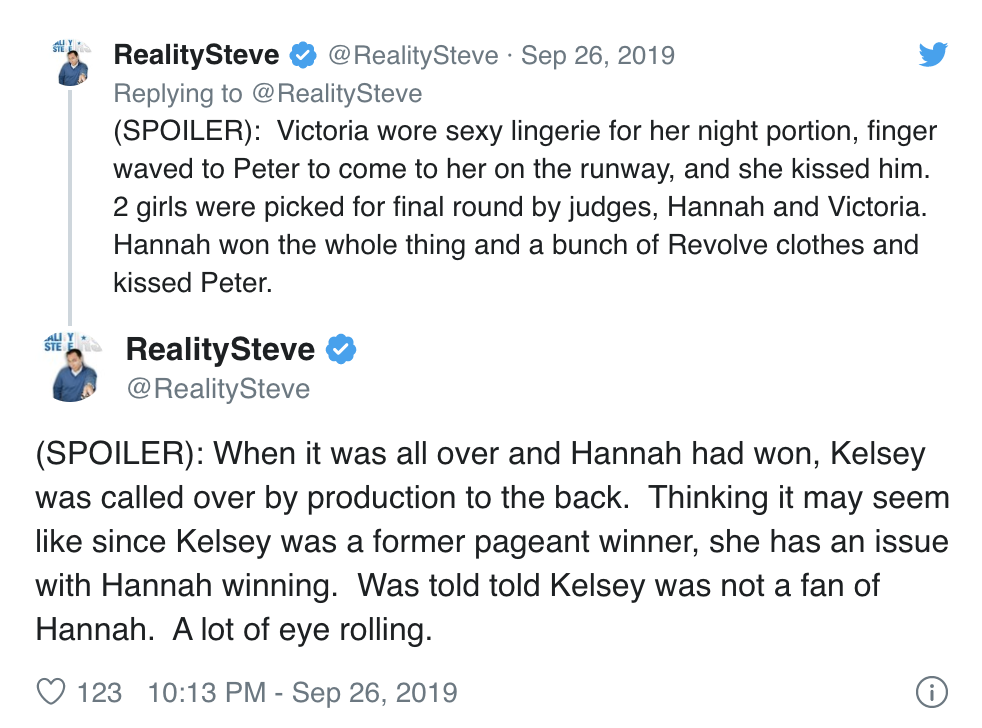 RealitySteve @RealitySteve · Sep 26, 2019
Replying to @RealitySteve
(SPOILER):  Victoria wore sexy lingerie for her night portion, finger
waved to Peter to come to her on the runway, and she kissed him.
2 girls were picked for final round by judges, Hannah and Victoria.
Hannah won the whole thing and a bunch of Revolve clothes and
kissed Peter.
RealitySteve
@RealitySteve
(SPOILER): When it was all over and Hannah had won, Kelsey
was called over by production to the back.  Thinking it may seem
like since Kelsey was a former pageant winner, she has an issue
with Hannah winning.  Was told told Kelsey was not a fan of
Hannah.  A lot of eye rolling.
123 10:13 PM - Sep 26, 2019